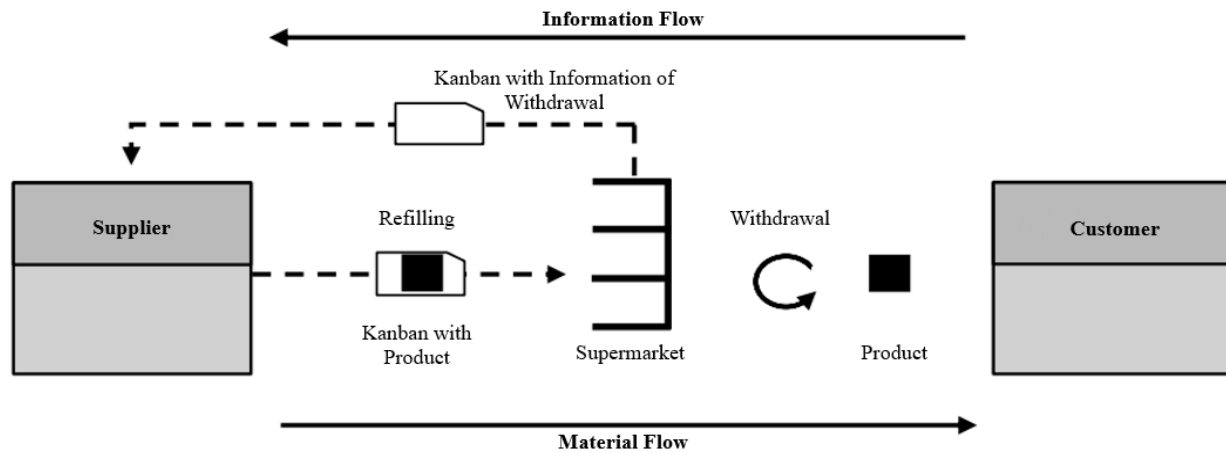 Information Flow
Kanban with Information of
Withdrawal
Supplier
Refilling
Withdrawal
Customer
Kanban with
Product
Supermarket
Product
Material Flow